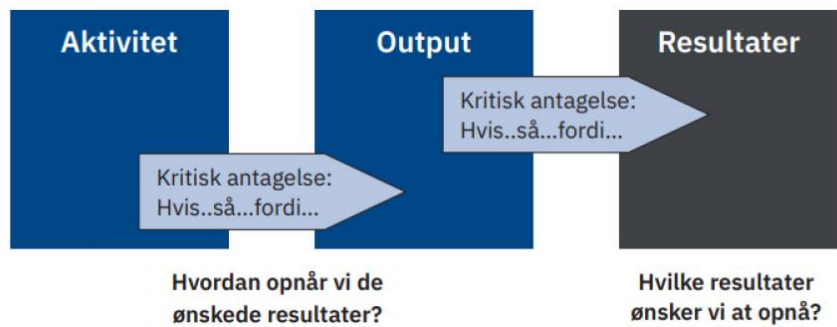 Aktivitet
Output
Resultater
Kritisk antagelse:
Hvis..så...fordi...
Kritisk antagelse:
Hvis..så...fordi...
Hvordan opnår vi de
ønskede resultater?
Hvilke resultater
ønsker vi at opnå?